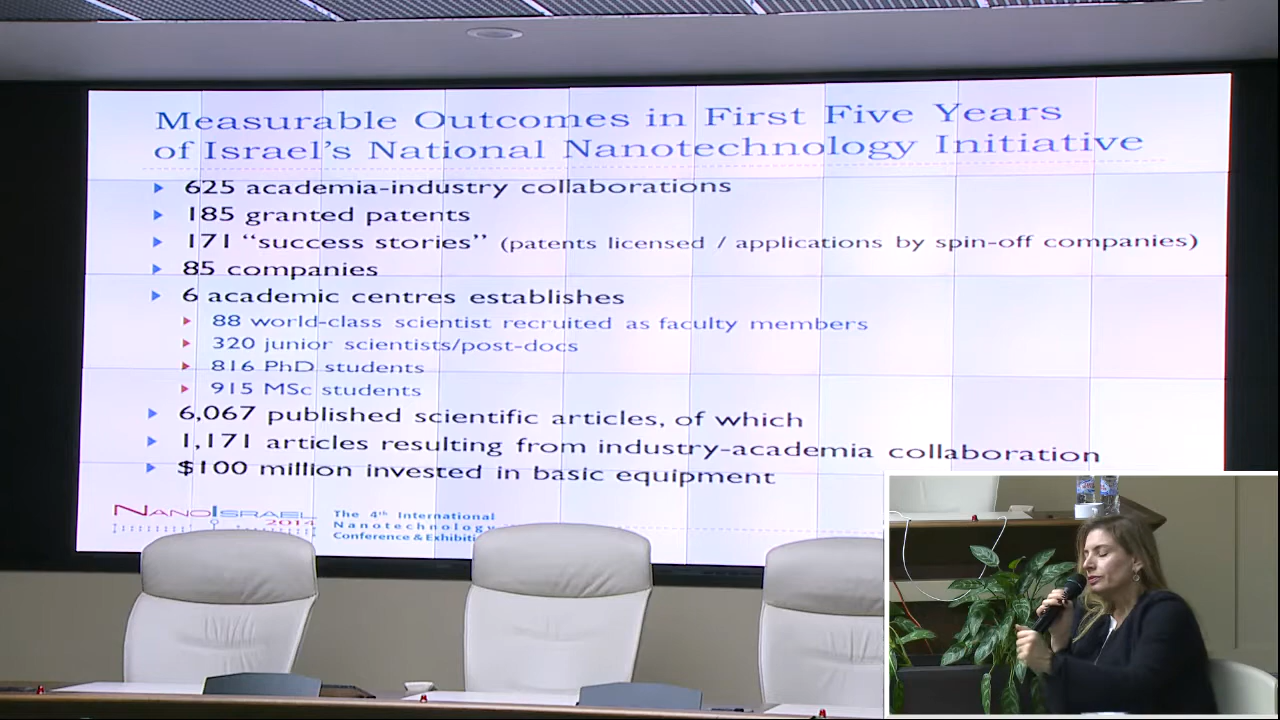 Measurable Outcomes in First Five Years
of Israel's National Nanotechnology Initiative
625 academia-industry collaborations
185 granted patents
171 “success stories” (patents licensed / applications by spin-off companies)
85 companies
6 academic centres establishes
88 world-class scientist recruited as faculty members
320 junior scientists/post-docs
816 PhD students
915 MSc students
6,067 published scientific articles, of which
1,171 articles resulting from industry-academia collaboration
$100 million invested in basic equipment
NANOISRAEL
2014
The 4th International
Nanotechnology
Conference &